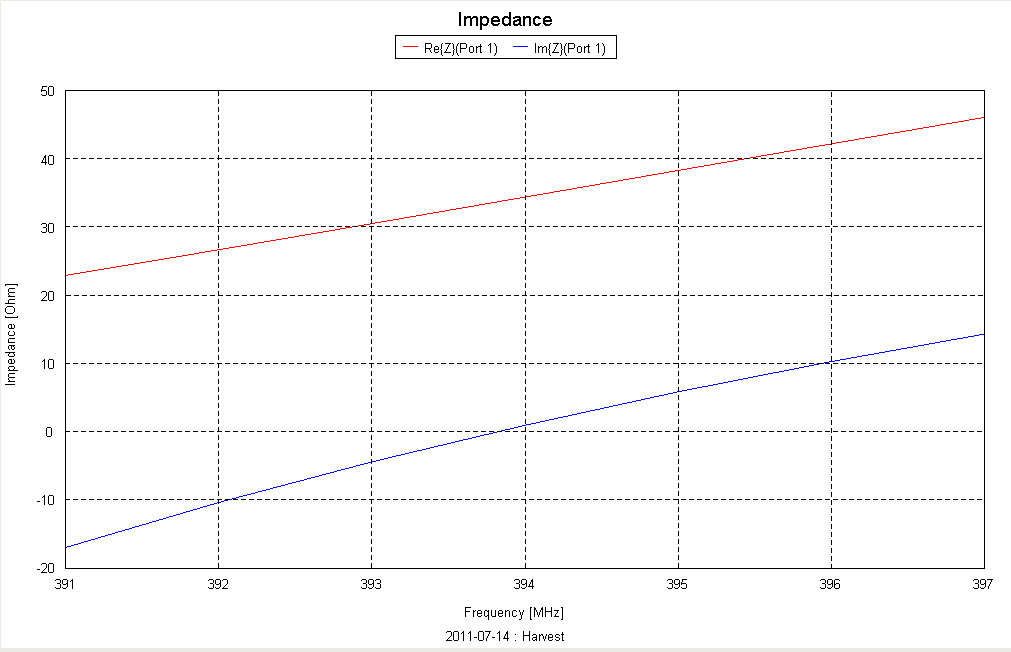 Impedance
Re{Z}(Port 1) Im{Z}(Port 1)
50
40
30
20
10
0
-10
-20
Impedance [Ohm]
391 392 393 394 395 396 397
Frequency [MHz]
2011-07-14 : Harvest